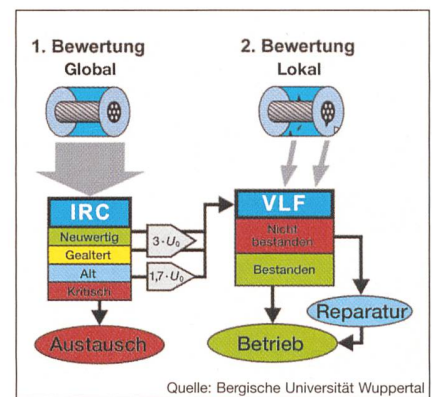 1. Bewertung
Global
2. Bewertung
Lokal
IRC
Neuwertig
Gealtert
Alt
Kritisch
3·U₀
1,7·U₀
Austausch
VLF
Nicht
bestanden
Bestanden
Reparatur
Betrieb
Quelle: Bergische Universität Wuppertal